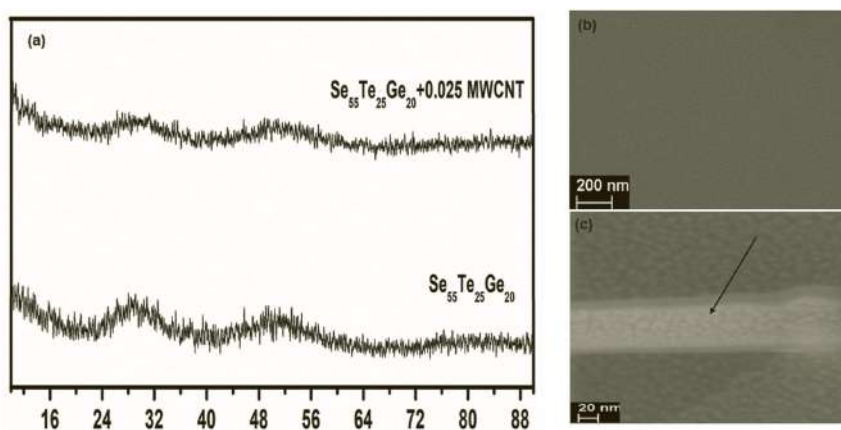 (a)
Se₅₅Te₂₅Ge₂₀+0.025 MWCNT
Se₅₅Te₂₅Ge₂₀
16 24 32 40 48 56 64 72 80 88
(b)
200 nm
(c)
20 nm